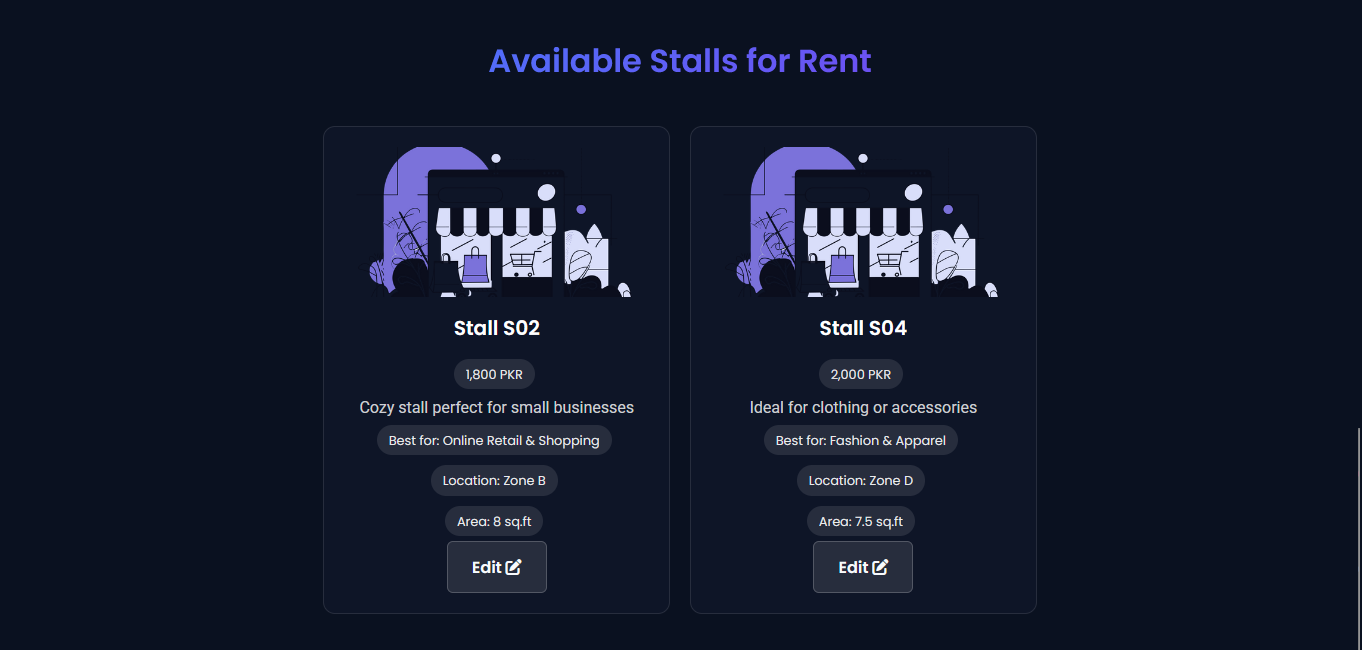 Available Stalls for Rent
Stall S02
1,800 PKR
Cozy stall perfect for small businesses
Best for: Online Retail & Shopping
Location: Zone B
Area: 8 sq.ft
Edit
Stall S04
2,000 PKR
Ideal for clothing or accessories
Best for: Fashion & Apparel
Location: Zone D
Area: 7.5 sq.ft
Edit